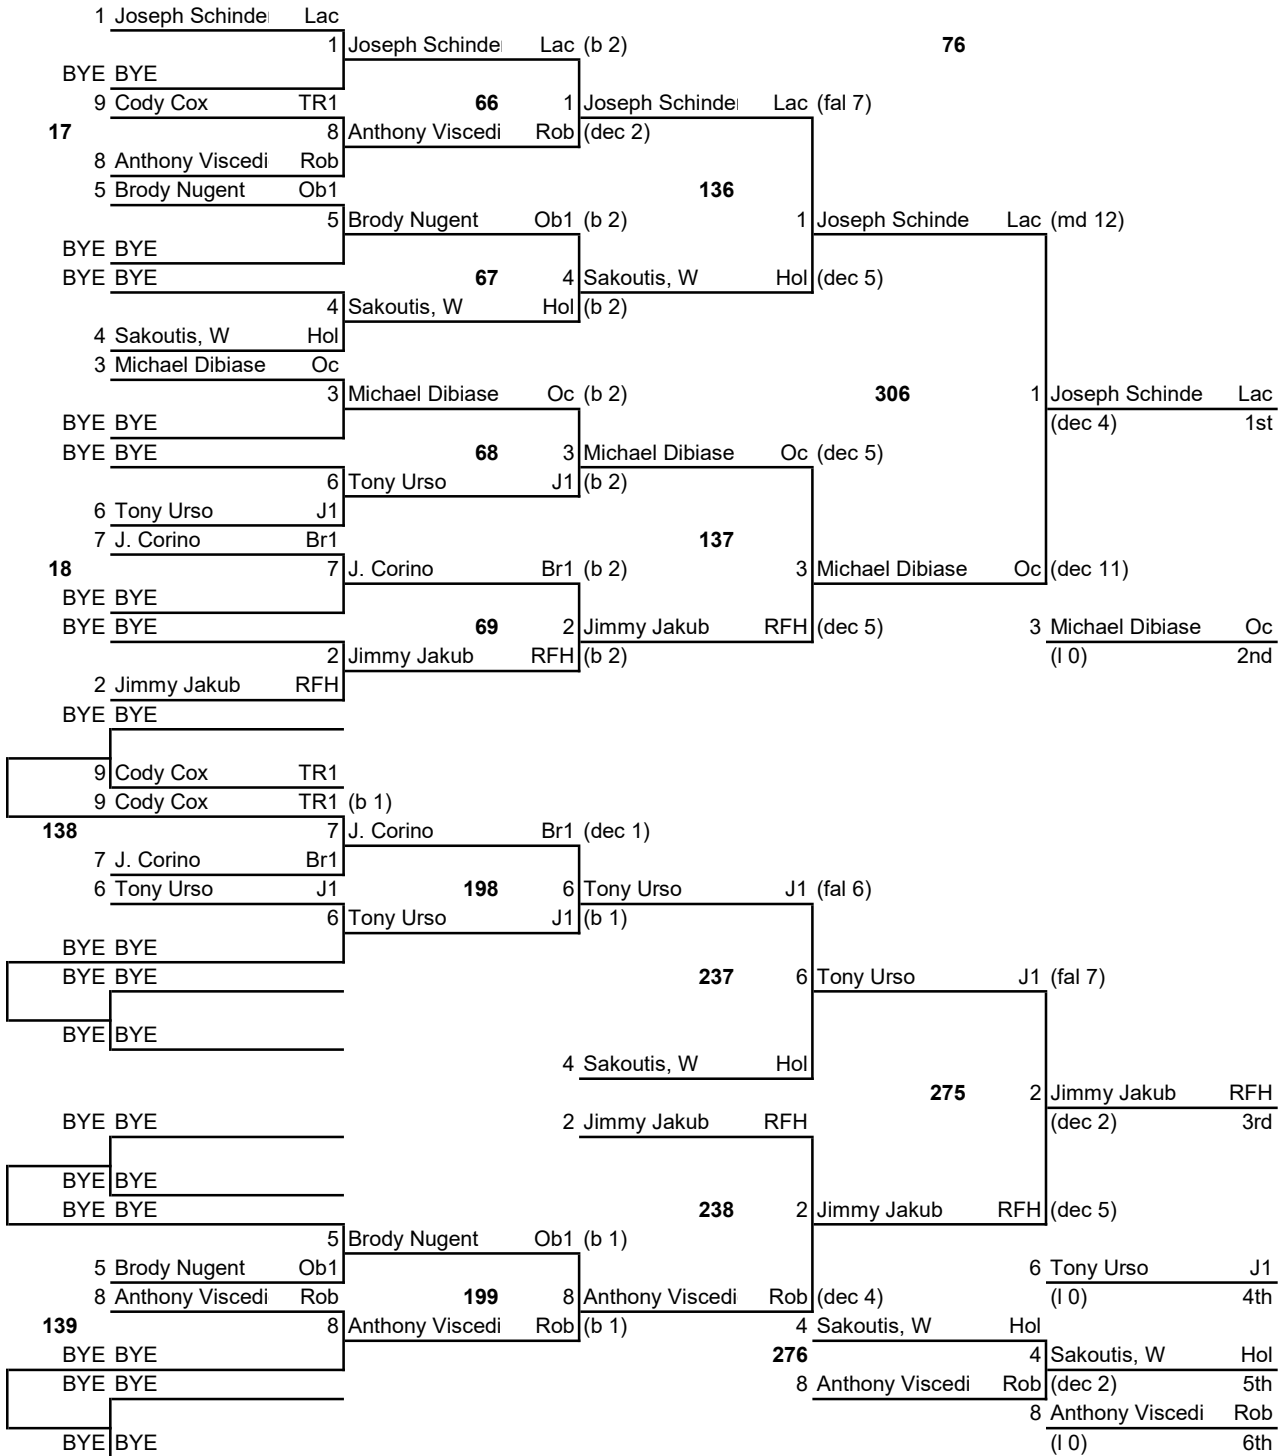 1 Joseph Schinde Lac
1 Joseph Schinde Lac (b 2) 76
BYE BYE
9 Cody Cox TR1 66 1 Joseph Schinde Lac (fal 7)
17 8 Anthony Viscedi Rob (dec 2)
8 Anthony Viscedi Rob
5 Brody Nugent Ob1 136
5 Brody Nugent Ob1 (b 2) 1 Joseph Schinde Lac (md 12)
BYE BYE
BYE BYE 67 4 Sakoutis, W Hol (dec 5)
4 Sakoutis, W Hol (b 2)
4 Sakoutis, W Hol
3 Michael Dibiase Oc
3 Michael Dibiase Oc (b 2) 306 1 Joseph Schinde Lac
BYE BYE (dec 4) 1st
BYE BYE 68 3 Michael Dibiase Oc (dec 5)
6 Tony Urso J1 (b 2)
6 Tony Urso J1
7 J. Corino Br1 137
18 7 J. Corino Br1 (b 2) 3 Michael Dibiase Oc (dec 11)
BYE BYE
BYE BYE 69 2 Jimmy Jakub RFH (dec 5) 3 Michael Dibiase Oc
2 Jimmy Jakub RFH (b 2) (l 0) 2nd
2 Jimmy Jakub RFH
BYE BYE
9 Cody Cox TR1
9 Cody Cox TR1 (b 1)
138 7 J. Corino Br1 (dec 1)
7 J. Corino Br1
6 Tony Urso J1 198 6 Tony Urso J1 (fal 6)
6 Tony Urso J1 (b 1)
BYE BYE
BYE BYE 237 6 Tony Urso J1 (fal 7)
BYE BYE
4 Sakoutis, W Hol
275 2 Jimmy Jakub RFH
BYE BYE 2 Jimmy Jakub RFH (dec 2) 3rd
BYE BYE
BYE BYE 238 2 Jimmy Jakub RFH (dec 5)
5 Brody Nugent Ob1 (b 1)
5 Brody Nugent Ob1 6 Tony Urso J1
8 Anthony Viscedi Rob 199 8 Anthony Viscedi Rob (dec 4) (l 0) 4th
139 8 Anthony Viscedi Rob (b 1) 4 Sakoutis, W Hol
BYE BYE 276 4 Sakoutis, W Hol
BYE BYE 8 Anthony Viscedi Rob (dec 2) 5th
8 Anthony Viscedi Rob
BYE BYE (l 0) 6th